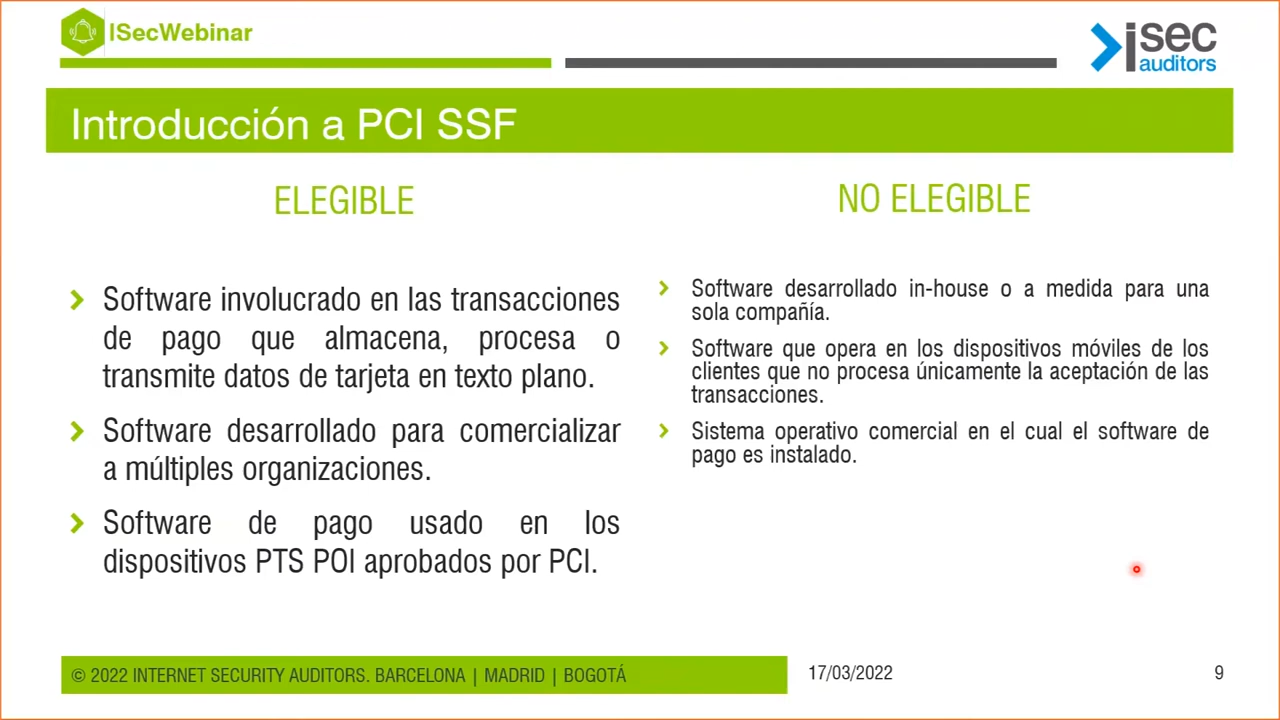 ISecWebinar
isec
auditors
Introducción a PCI SSF
ELEGIBLE
Software involucrado en las transacciones
de pago que almacena, procesa o
transmite datos de tarjeta en texto plano.
Software desarrollado para comercializar
a múltiples organizaciones.
Software de pago usado en los
dispositivos PTS POI aprobados por PCI.
NO ELEGIBLE
Software desarrollado in-house o a medida para una
sola compañía.
Software que opera en los dispositivos móviles de los
clientes que no procesa únicamente la aceptación de las
transacciones.
Sistema operativo comercial en el cual el software de
pago es instalado.
© 2022 INTERNET SECURITY AUDITORS. BARCELONA | MADRID | BOGOTÁ
17/03/2022
9